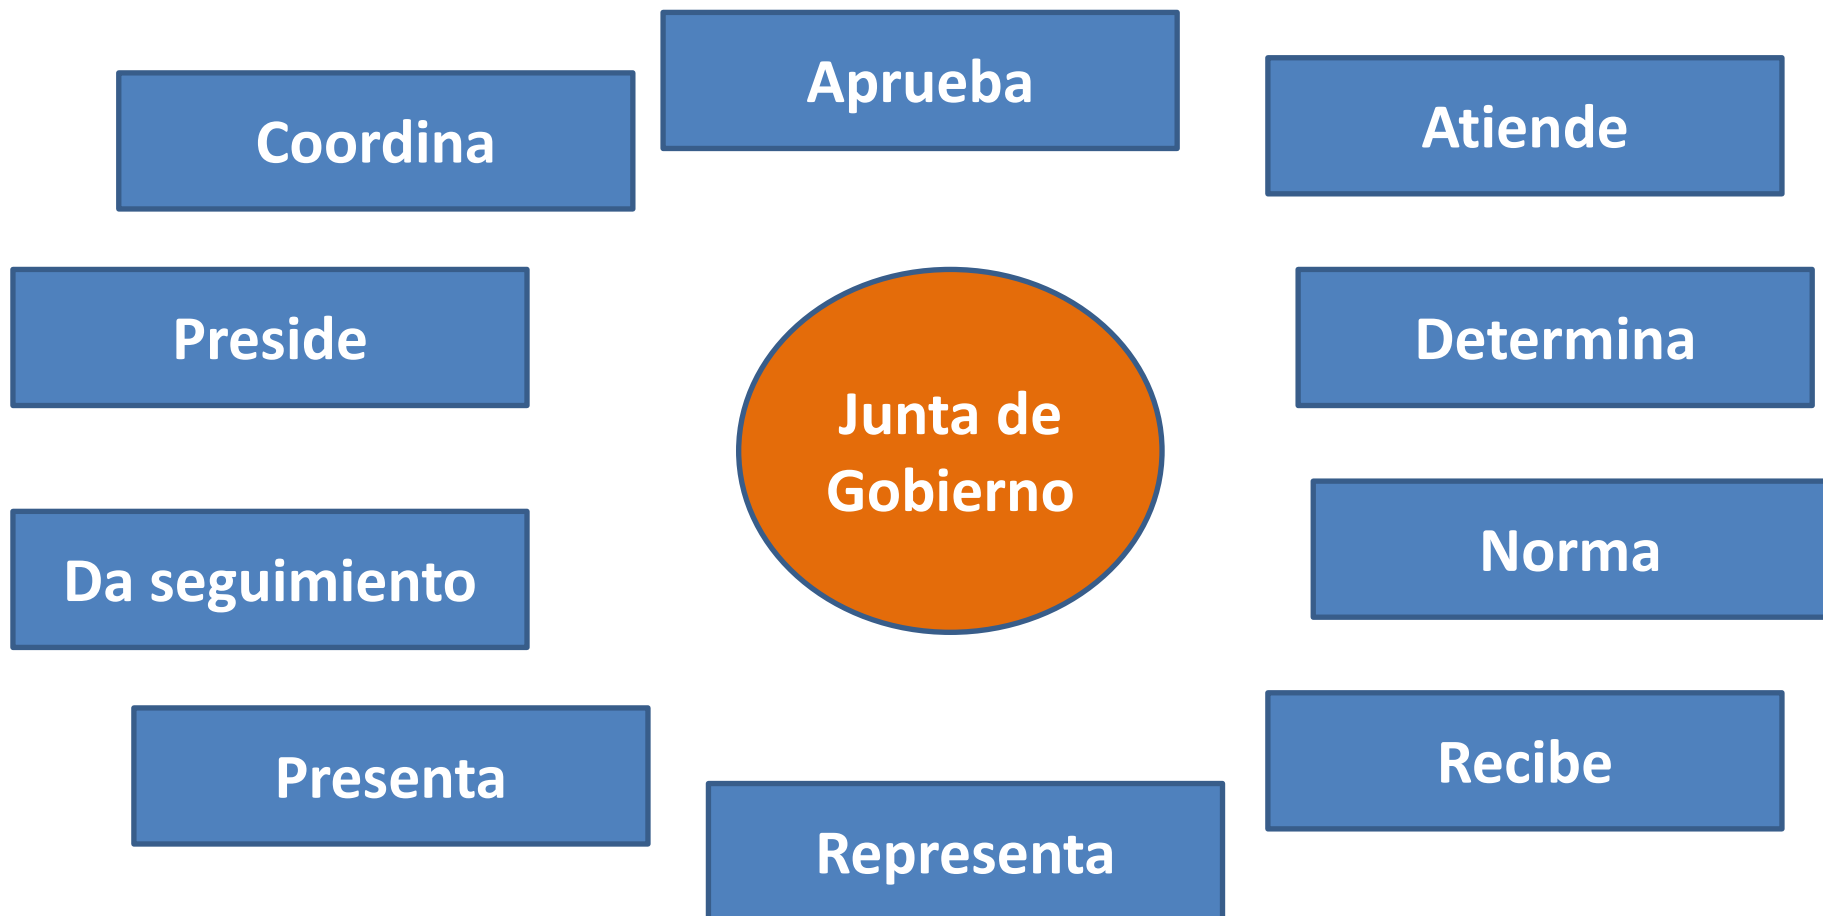 Aprueba
Coordina
Atiende
Preside
Determina
Junta de
Gobierno
Norma
Da seguimiento
Recibe
Presenta
Representa